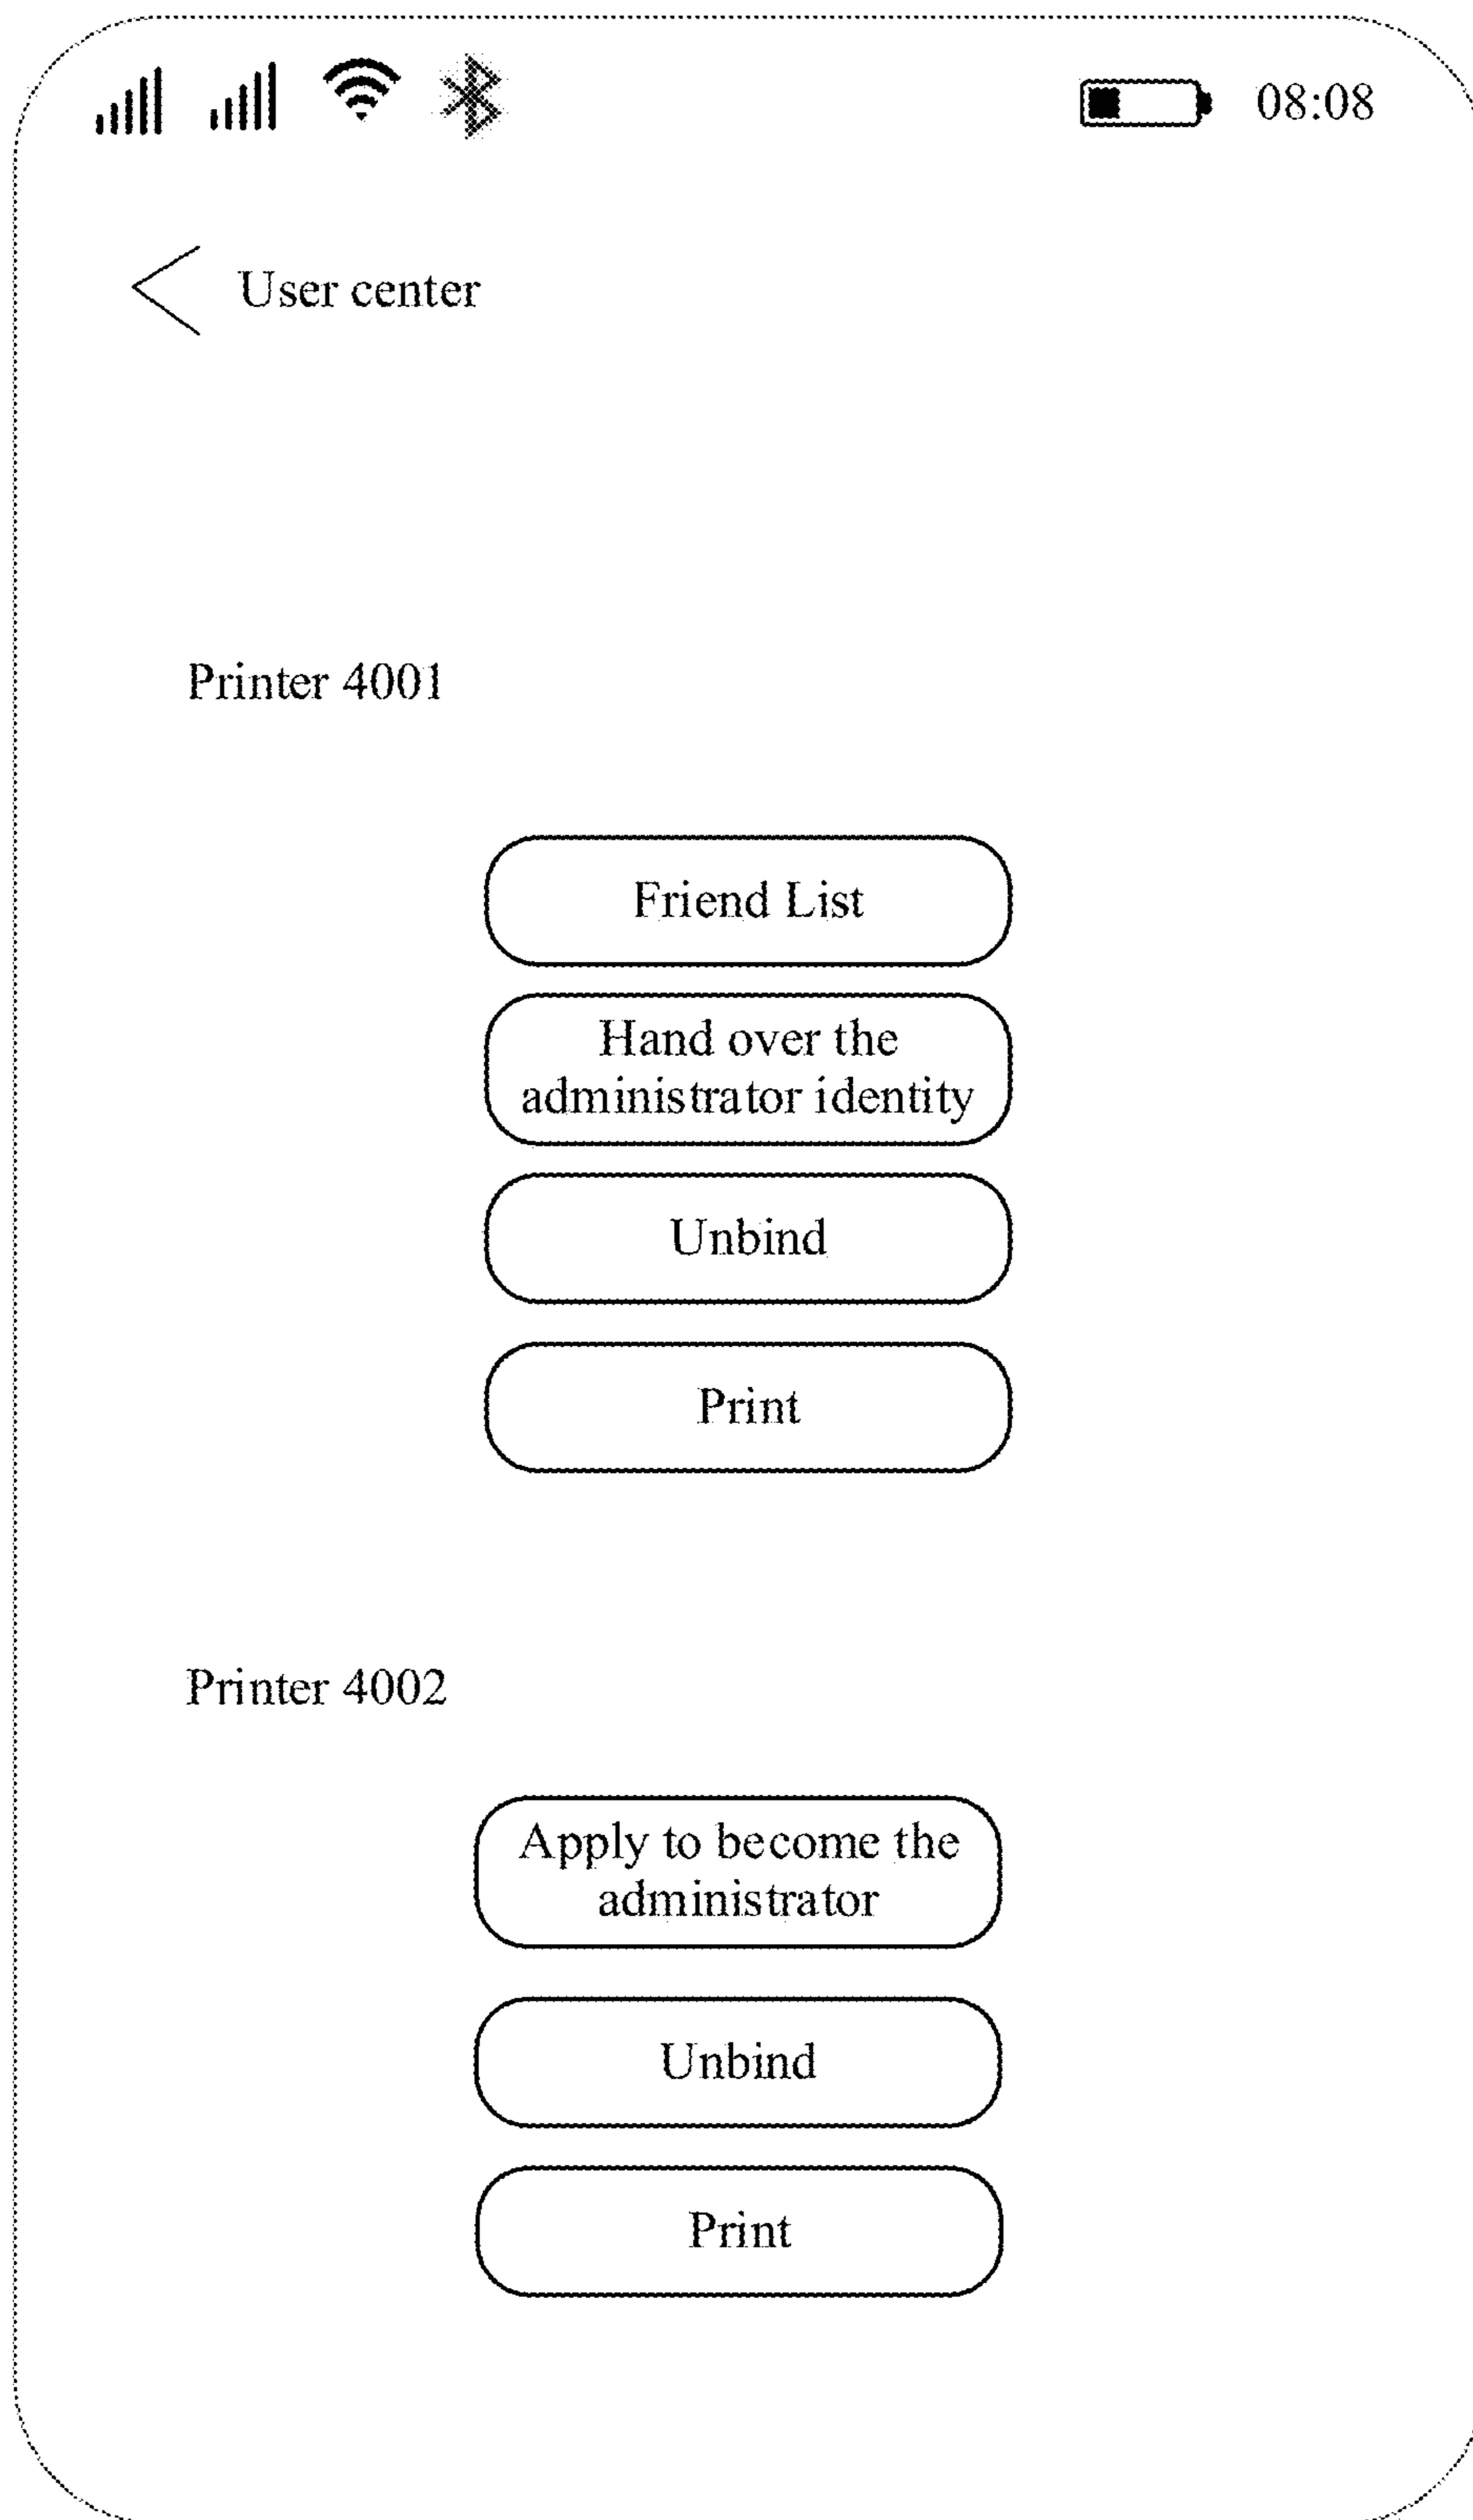 08:08
User center
Printer 4001
Friend List
Hand over the
administrator identity
Unbind
Print
Printer 4002
Apply to become the
administrator
Unbind
Print